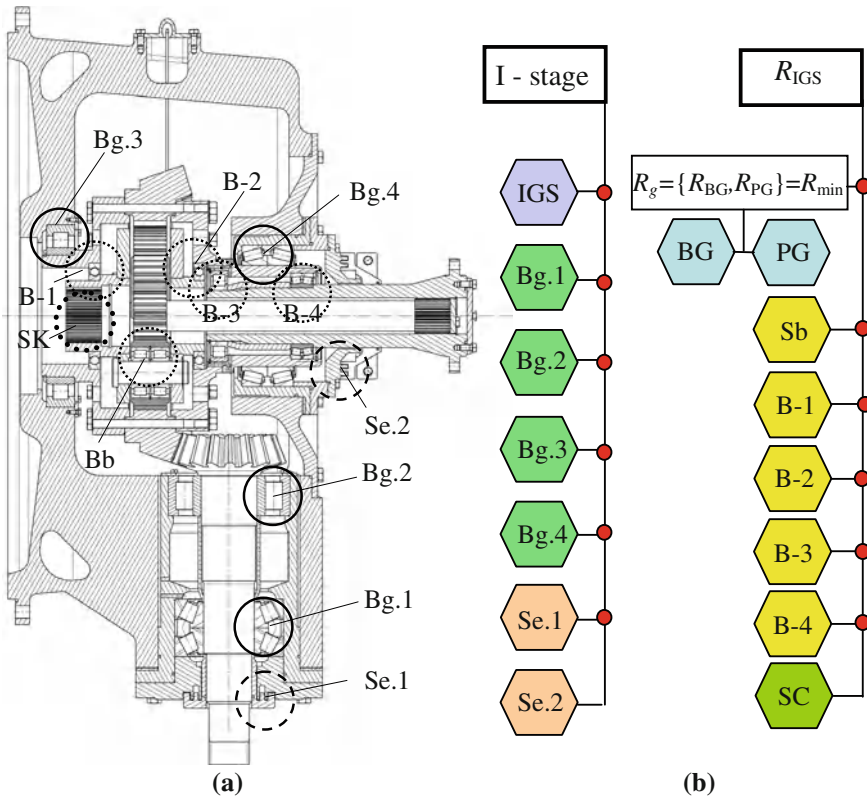 Bg.3
B-2
Bg.4
B-1
B-3
B-4
SK
Se.2
Bb
Bg.2
Bg.1
Se.1
(a)
I - stage
IGS
Bg.1
Bg.2
Bg.3
Bg.4
Se.1
Se.2
R_IGS
R_g={R_BG,R_PG}=R_min
BG
PG
Sb
B-1
B-2
B-3
B-4
SC
(b)